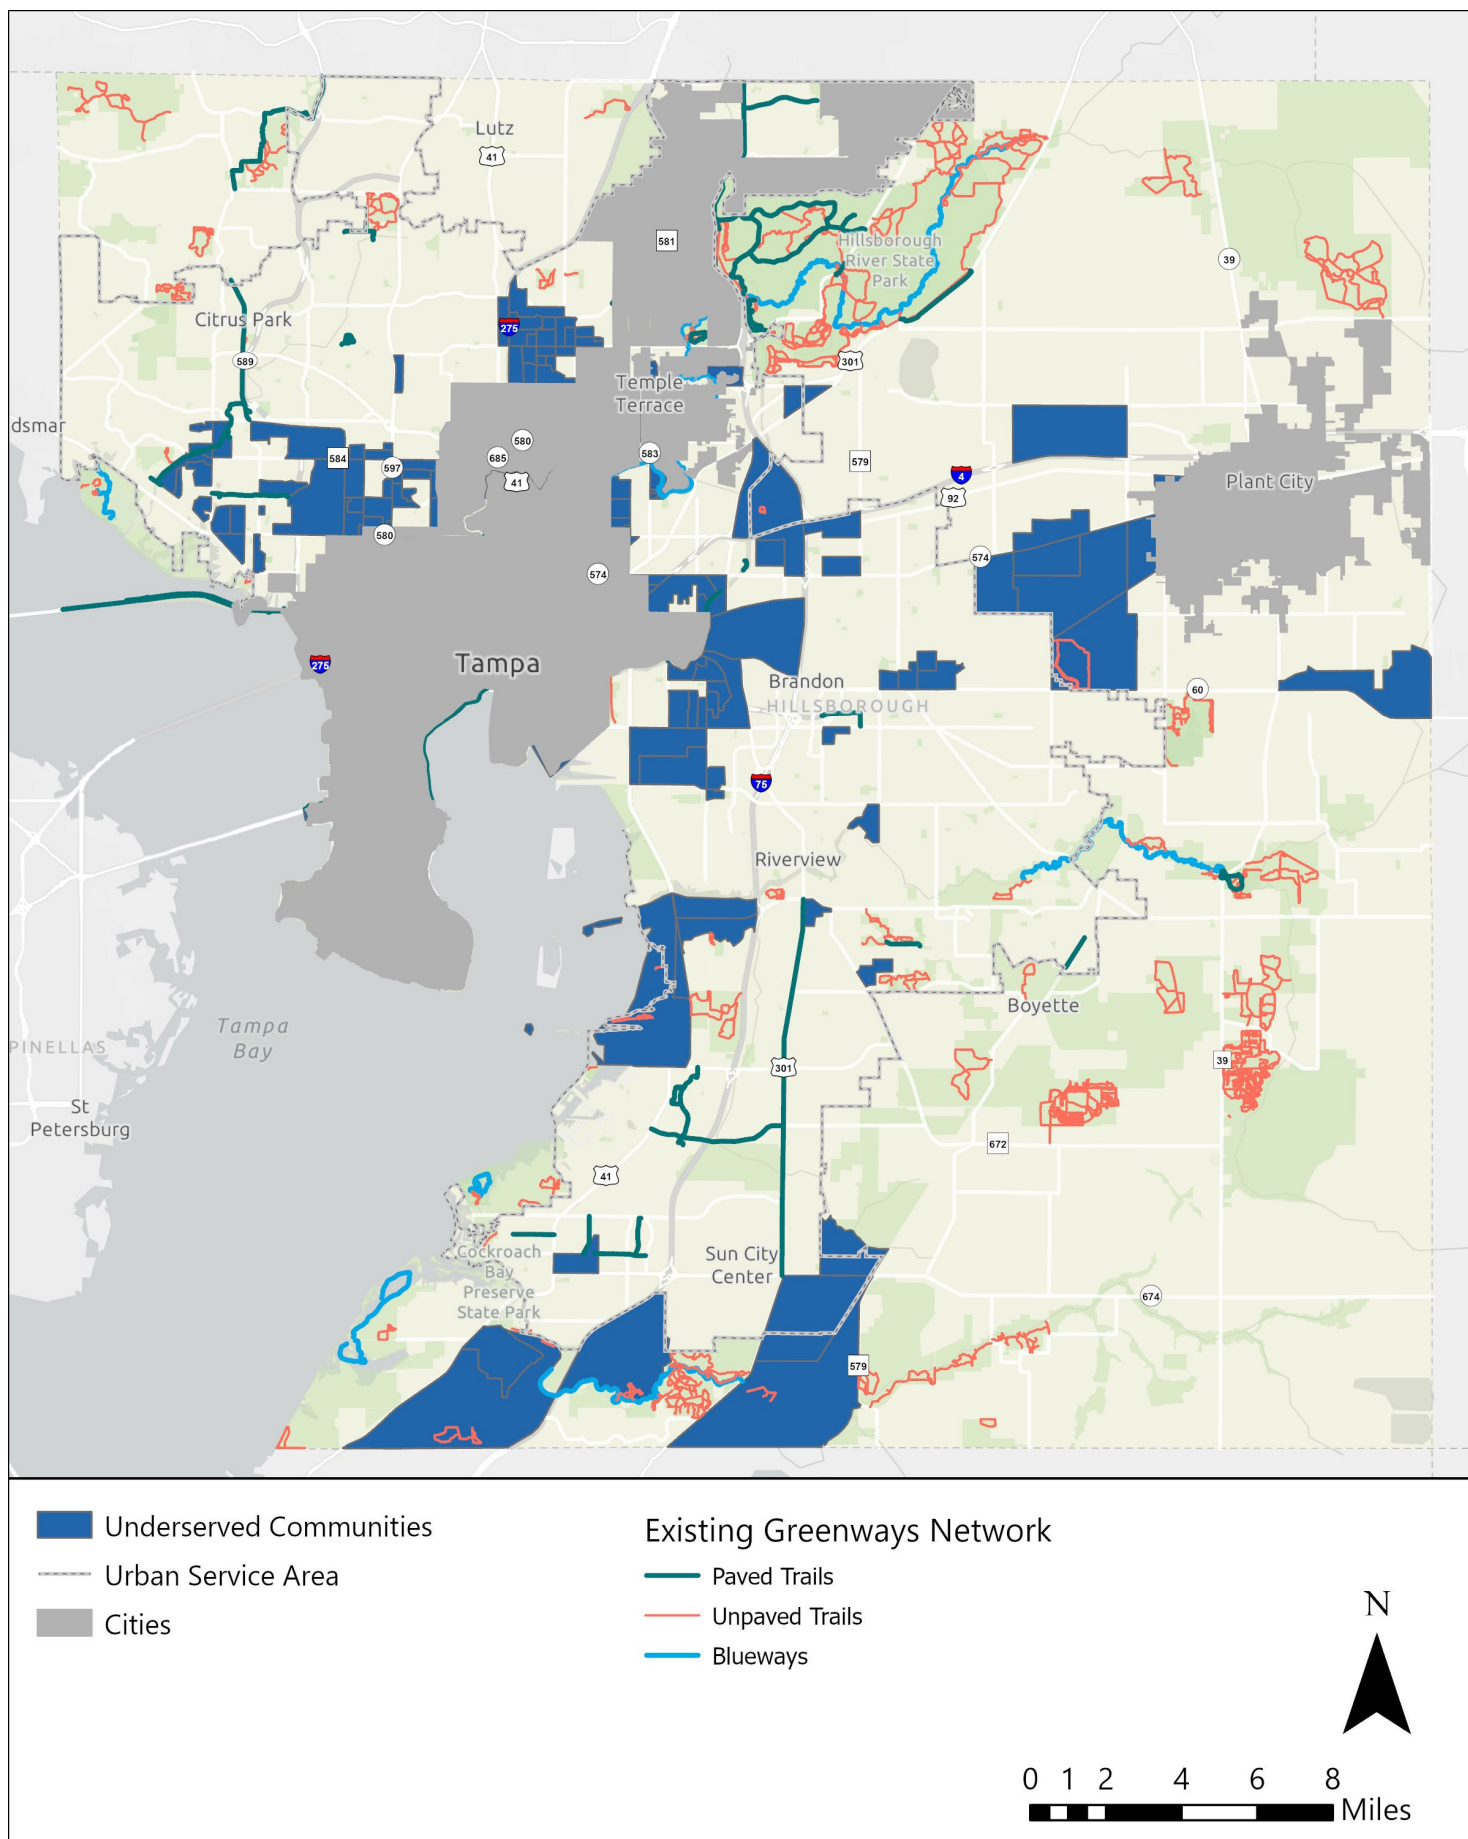 Lutz
41
581
Hillsborough
River State
Park
39
275
Citrus Park
589
301
Temple
Terrace
dsmar
584
597
580
685
41
583
579
4
92
Plant City
580
574
574
275
Tampa
Brandon
HILLSBOROUGH
60
75
Riverview
Boyette
Tampa
Bay
PINELLAS
St
Petersburg
301
39
672
41
Cockroach
Bay
Preserve
State Park
Sun City
Center
674
579
Underserved Communities
Urban Service Area
Cities
Existing Greenways Network
Paved Trails
Unpaved Trails
Blueways
N
0 1 2 4 6 8
Miles